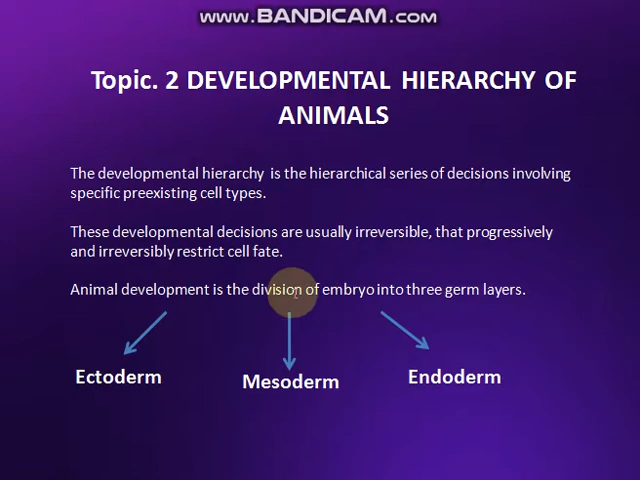 www.BANDICAM.com
Topic. 2 DEVELOPMENTAL HIERARCHY OF
ANIMALS
The developmental hierarchy is the hierarchical series of decisions involving
specific preexisting cell types.
These developmental decisions are usually irreversible, that progressively
and irreversibly restrict cell fate.
Animal development is the division of embryo into three germ layers.
Ectoderm
Mesoderm
Endoderm